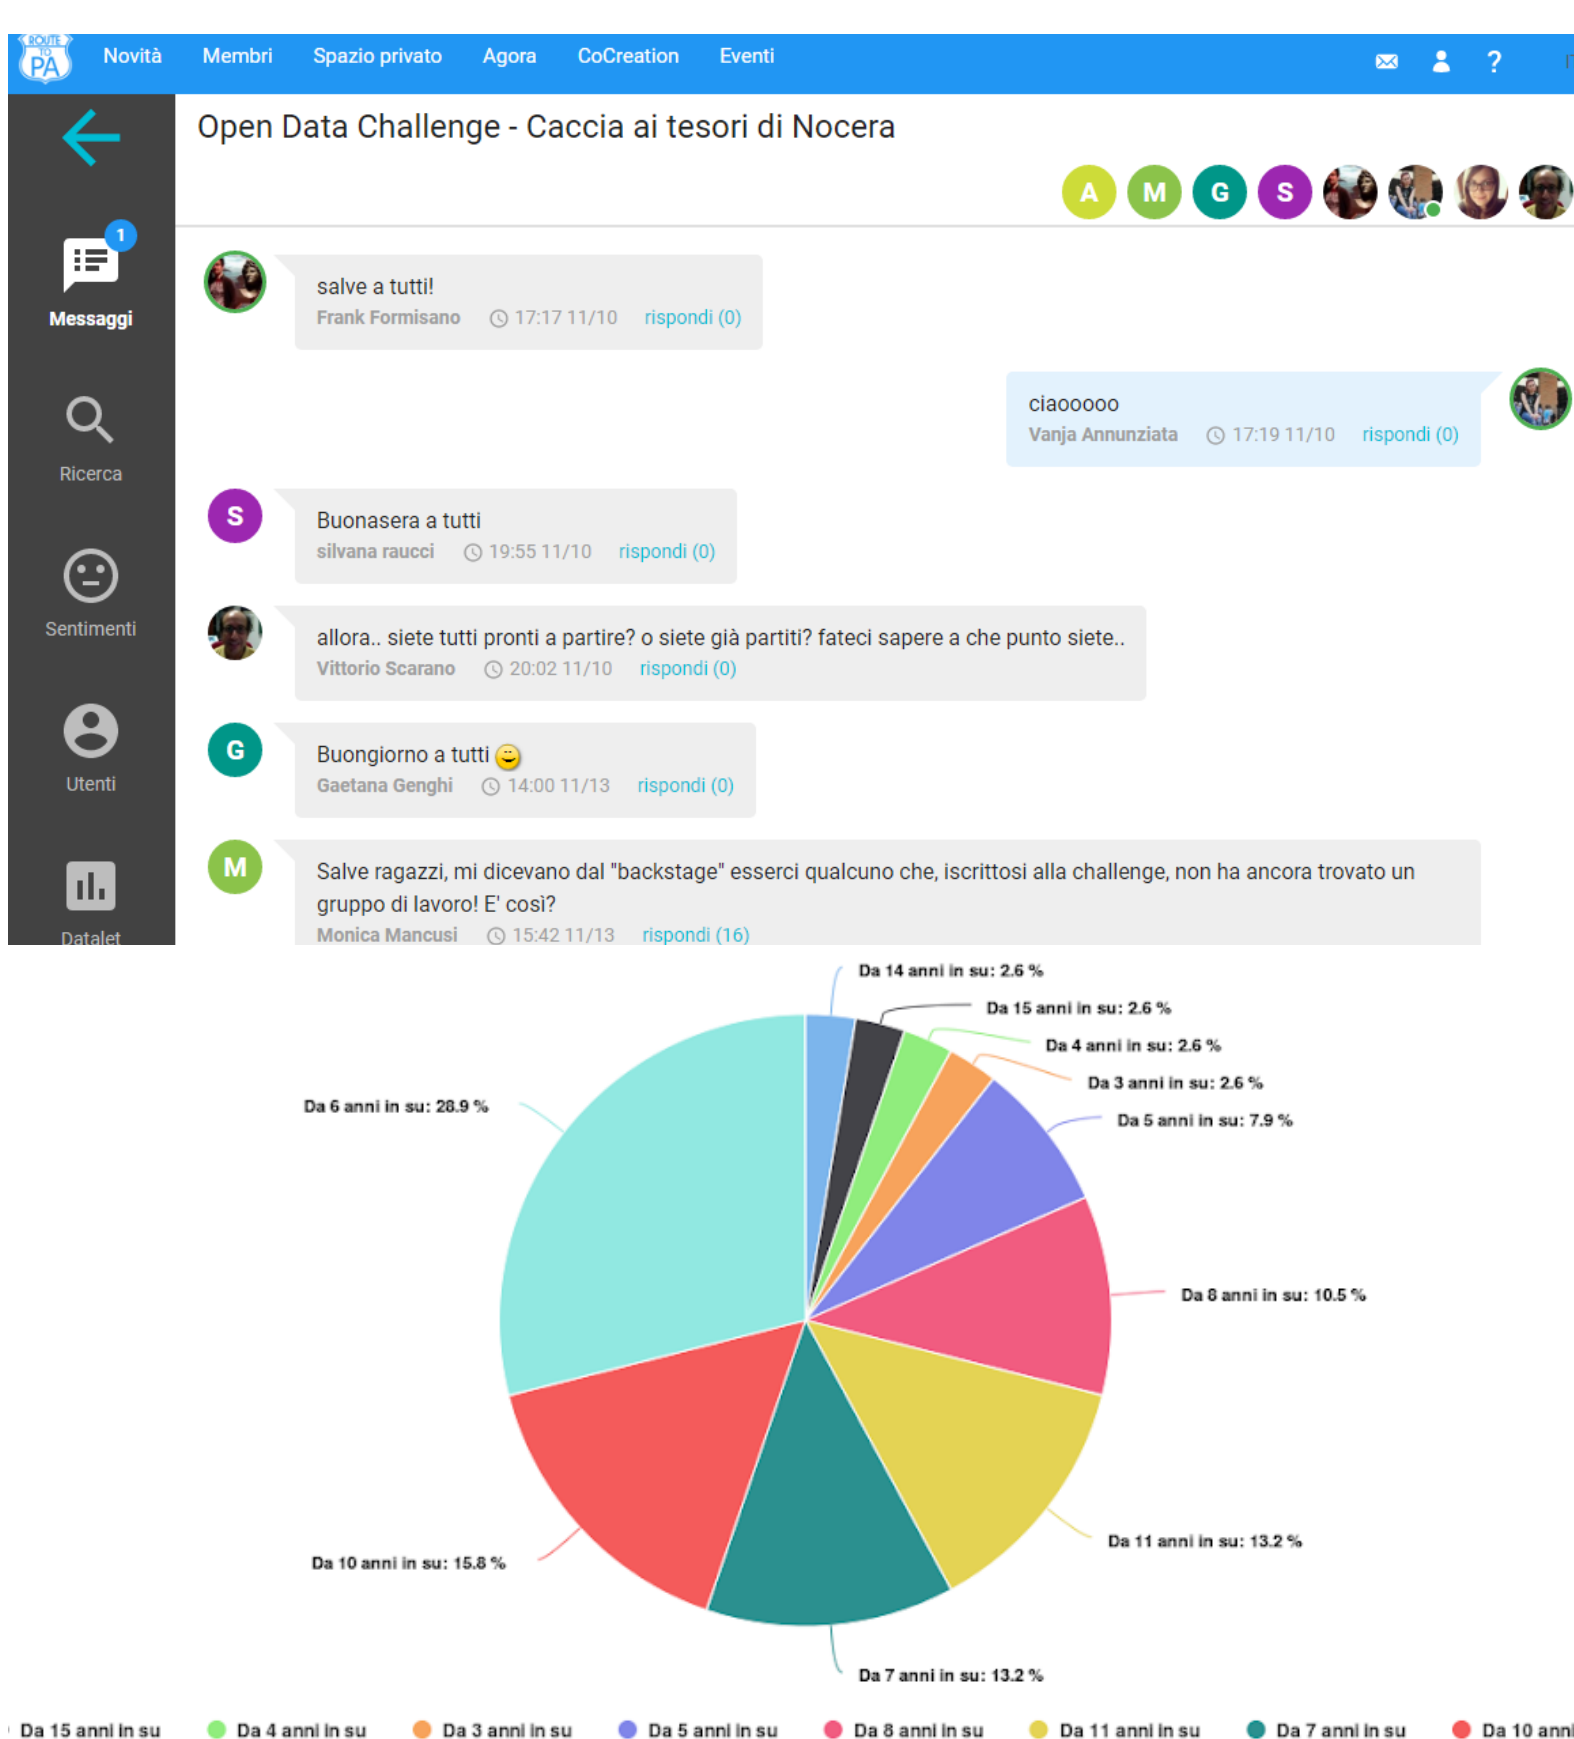 ROUTE
TO
PA
Novità Membri Spazio privato Agora CoCreation Eventi ?
Open Data Challenge - Caccia ai tesori di Nocera
A M G S
1
Messaggi
Ricerca
Sentimenti
Utenti
Datalet
salve a tutti!
Frank Formisano 17:17 11/10 rispondi (0)
ciaooooo
Vanja Annunziata 17:19 11/10 rispondi (0)
S
Buonasera a tutti
silvana raucci 19:55 11/10 rispondi (0)
allora.. siete tutti pronti a partire? o siete già partiti? fateci sapere a che punto siete..
Vittorio Scarano 20:02 11/10 rispondi (0)
G
Buongiorno a tutti
Gaetana Genghi 14:00 11/13 rispondi (0)
M
Salve ragazzi, mi dicevano dal "backstage" esserci qualcuno che, iscrittosi alla challenge, non ha ancora trovato un
gruppo di lavoro! E' così?
Monica Mancusi 15:42 11/13 rispondi (16)
Da 14 anni in su: 2.6 %
Da 15 anni in su: 2.6 %
Da 4 anni in su: 2.6 %
Da 3 anni in su: 2.6 %
Da 5 anni in su: 7.9 %
Da 6 anni in su: 28.9 %
Da 8 anni in su: 10.5 %
Da 11 anni in su: 13.2 %
Da 10 anni in su: 15.8 %
Da 7 anni in su: 13.2 %
Da 15 anni in su Da 4 anni in su Da 3 anni in su Da 5 anni in su Da 8 anni in su Da 11 anni in su Da 7 anni in su Da 10 anni